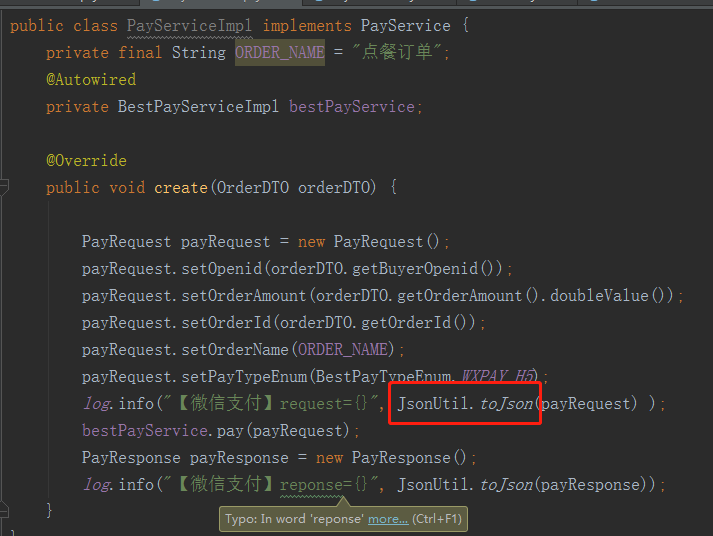 public class PayServiceImpl implements PayService {
private final String ORDER_NAME = "点餐订单";
@Autowired
private BestPayServiceImpl bestPayService;
@Override
public void create(OrderDTO orderDTO) {
PayRequest payRequest = new PayRequest();
payRequest.setOpenid(orderDTO.getBuyerOpenid());
payRequest.setOrderAmount(orderDTO.getOrderAmount().doubleValue());
payRequest.setOrderId(orderDTO.getOrderId());
payRequest.setOrderName(ORDER_NAME);
payRequest.setPayTypeEnum(BestPayTypeEnum.WXPAY_H5);
log.info("【微信支付】request={}", JsonUtil.toJson(payRequest) );
bestPayService.pay(payRequest);
PayResponse payResponse = new PayResponse();
log.info("【微信支付】reponse={}", JsonUtil.toJson(payResponse));
}
Typo: In word 'reponse' more... (Ctrl+F1)